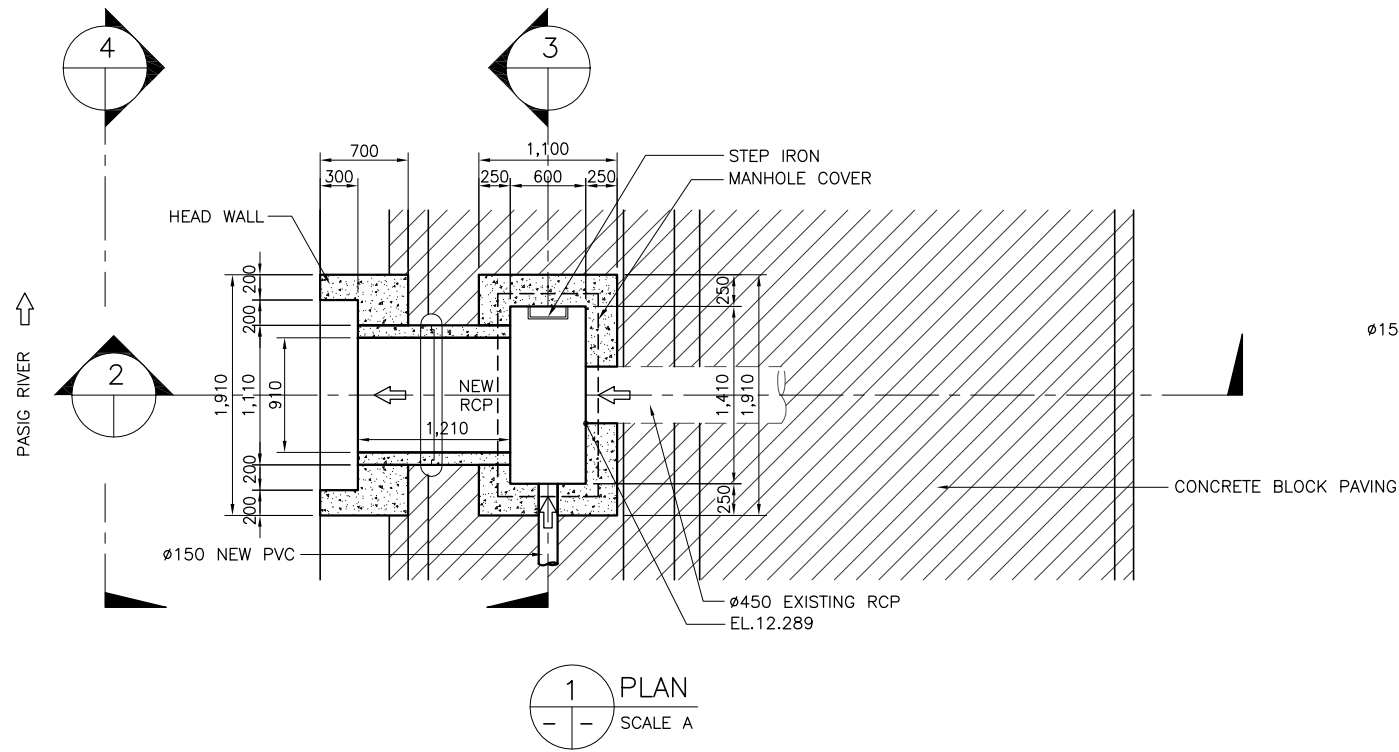 4
3
700
1,100
STEP IRON
300
250
600
250
MANHOLE COVER
HEAD WALL
200
250
200
PASIG RIVER
ø15
2
1,910
1,110
910
NEW
RCP
1,410
1,910
1,210
200
CONCRETE BLOCK PAVING
200
250
ø150 NEW PVC
ø450 EXISTING RCP
EL.12.289
1
PLAN
- -
SCALE A